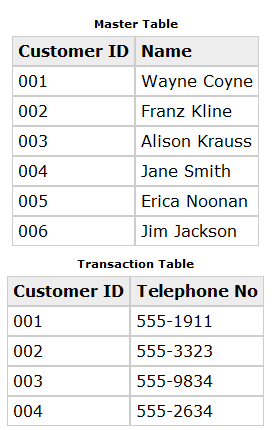 Master Table
Customer ID Name
001 Wayne Coyne
002 Franz Kline
003 Alison Krauss
004 Jane Smith
005 Erica Noonan
006 Jim Jackson
Transaction Table
Customer ID Telephone No
001 555-1911
002 555-3323
003 555-9834
004 555-2634